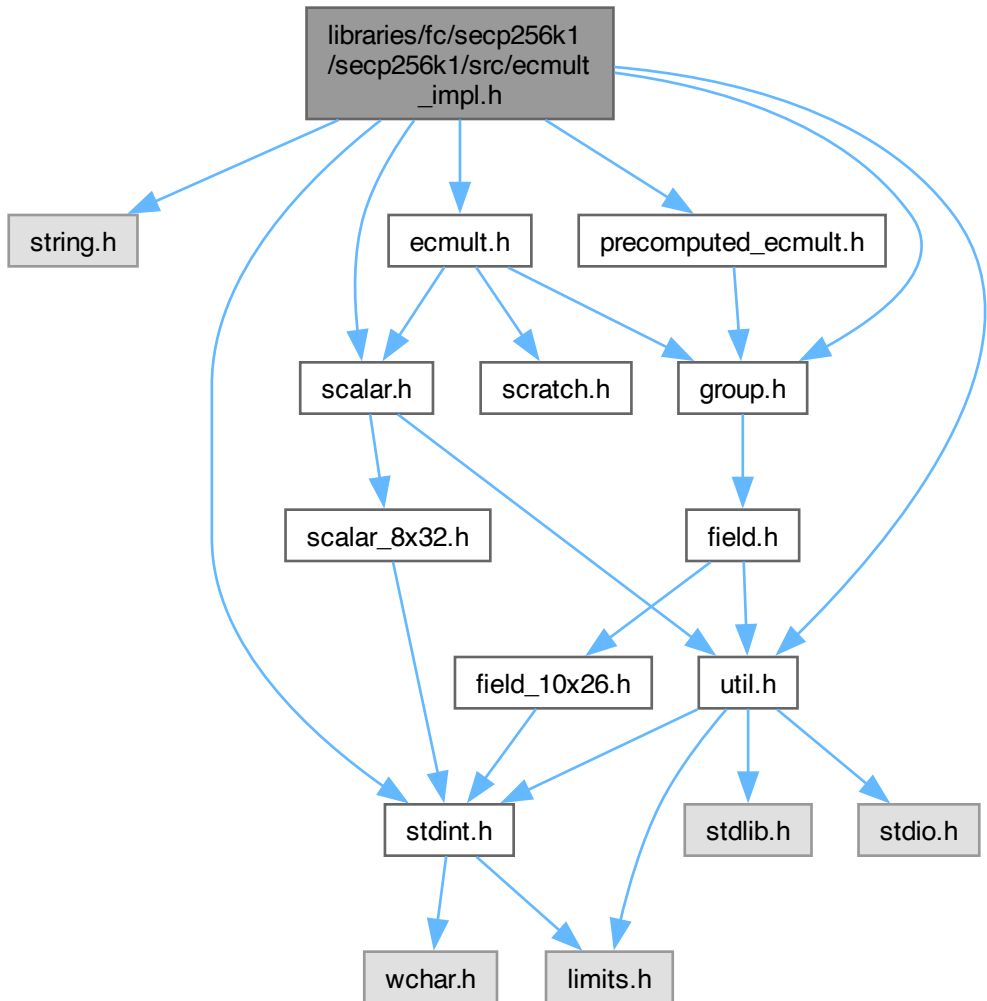 libraries/fc/secp256k1
/secp256k1/src/ecmult
_impl.h
string.h
ecmult.h
precomputed_ecmult.h
scalar.h
scratch.h
group.h
scalar_8x32.h
field.h
field_10x26.h
util.h
stdint.h
stdlib.h
stdio.h
wchar.h
limits.h